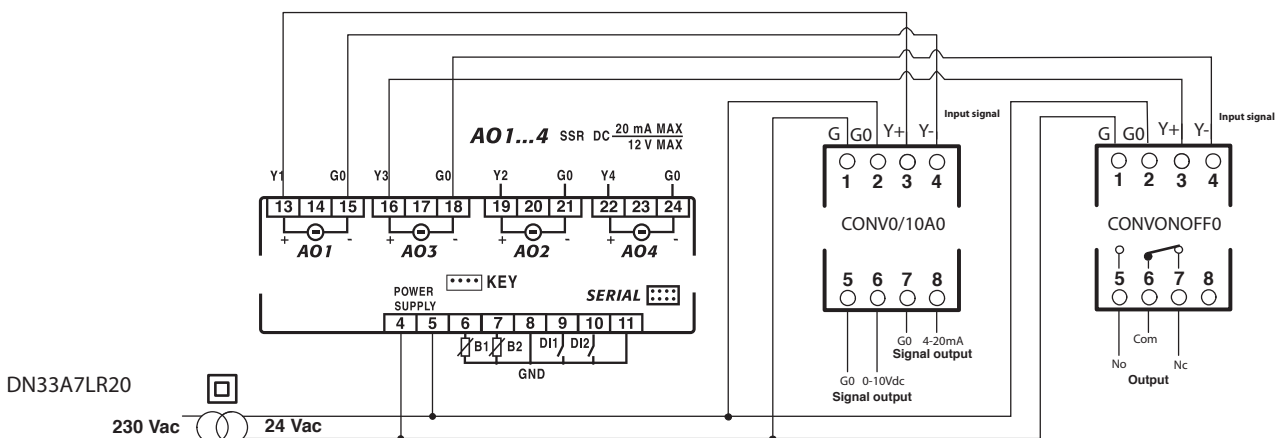 Input signal
Input signal
AO1...4 SSR DC 20 mA MAX
12 V MAX
G G0 Y+ Y-
G G0 Y+ Y-
Y1 G0 Y3 G0 Y2 G0 Y4 G0
1 2 3 4
1 2 3 4
13 14 15 16 17 18 19 20 21 22 23 24
CONV0/10A0
CONVONOFF0
+ - + - + - + -
AO1 AO3 AO2 AO4
KEY
POWER
SUPPLY
SERIAL
5 6 7 8
5 6 7 8
4 5 6 7 8 9 10 11
B1 B2 DI1 DI2
GND
G0 4-20mA
Signal output
G0 0-10Vdc
Signal output
Com
No Nc
Output
DN33A7LR20
230 Vac 24 Vac